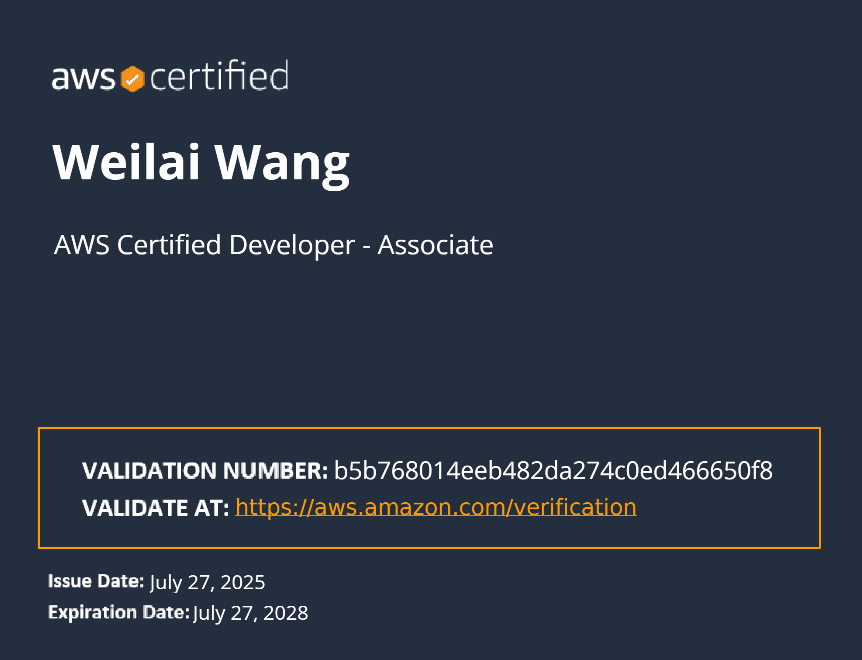 aws certified
Weilai Wang
AWS Certified Developer - Associate
VALIDATION NUMBER: b5b768014eeb482da274c0ed466650f8
VALIDATE AT: https://aws.amazon.com/verification
Issue Date: July 27, 2025
Expiration Date: July 27, 2028